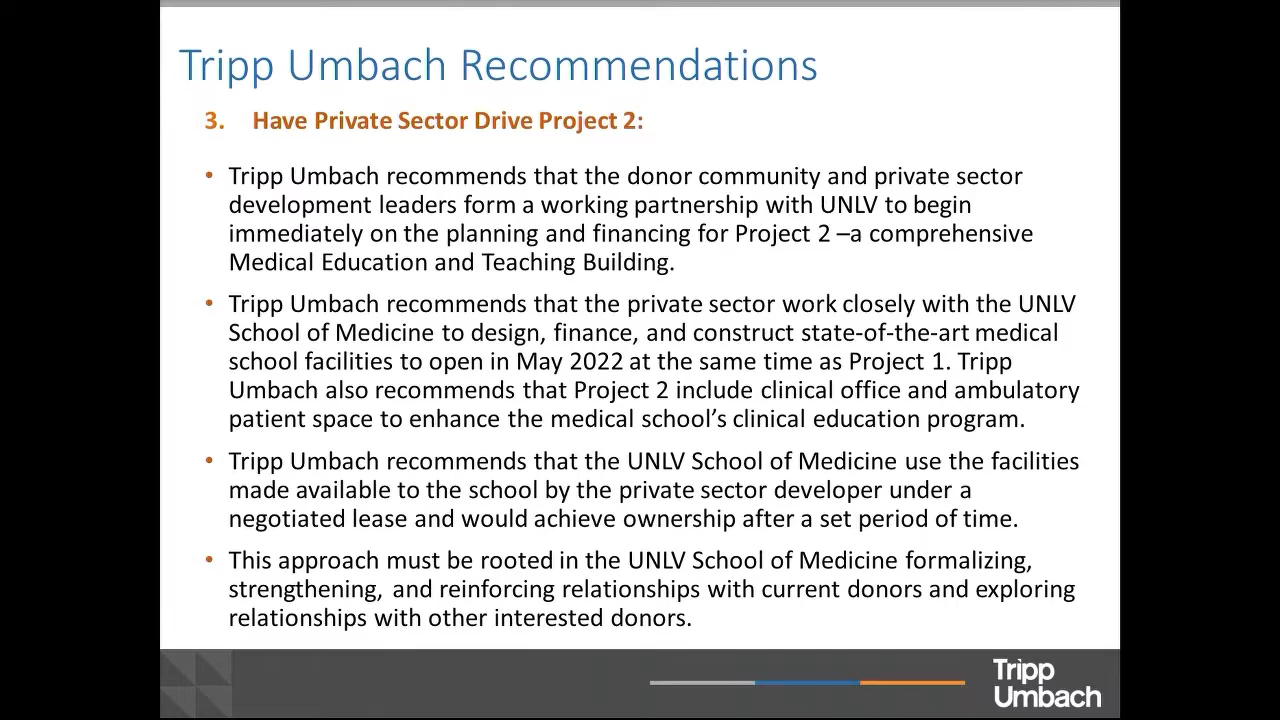 Tripp Umbach Recommendations
3. Have Private Sector Drive Project 2:
• Tripp Umbach recommends that the donor community and private sector
development leaders form a working partnership with UNLV to begin
immediately on the planning and financing for Project 2 –a comprehensive
Medical Education and Teaching Building.
• Tripp Umbach recommends that the private sector work closely with the UNLV
School of Medicine to design, finance, and construct state-of-the-art medical
school facilities to open in May 2022 at the same time as Project 1. Tripp
Umbach also recommends that Project 2 include clinical office and ambulatory
patient space to enhance the medical school’s clinical education program.
• Tripp Umbach recommends that the UNLV School of Medicine use the facilities
made available to the school by the private sector developer under a
negotiated lease and would achieve ownership after a set period of time.
• This approach must be rooted in the UNLV School of Medicine formalizing,
strengthening, and reinforcing relationships with current donors and exploring
relationships with other interested donors.
Tripp
Umbach